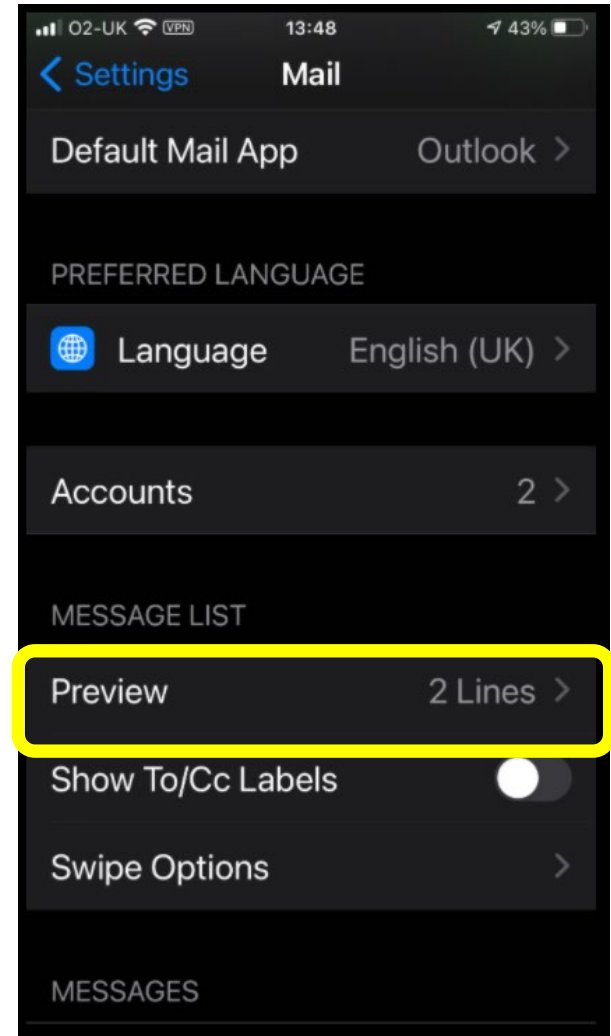 O2-UK VPN 13:48 43%
Settings Mail
Default Mail App Outlook
PREFERRED LANGUAGE
Language English (UK)
Accounts 2
MESSAGE LIST
Preview 2 Lines
Show To/Cc Labels
Swipe Options
MESSAGES